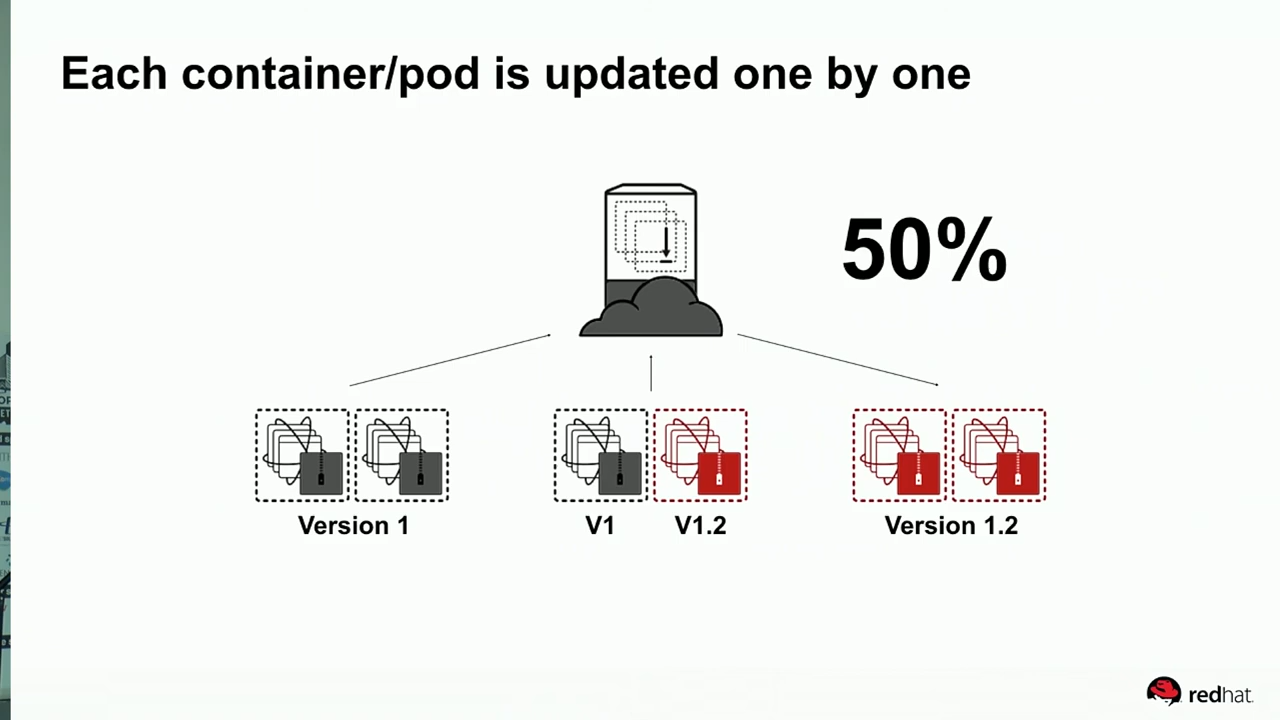 Each container/pod is updated one by one
50%
Version 1
V1
V1.2
Version 1.2
redhat.